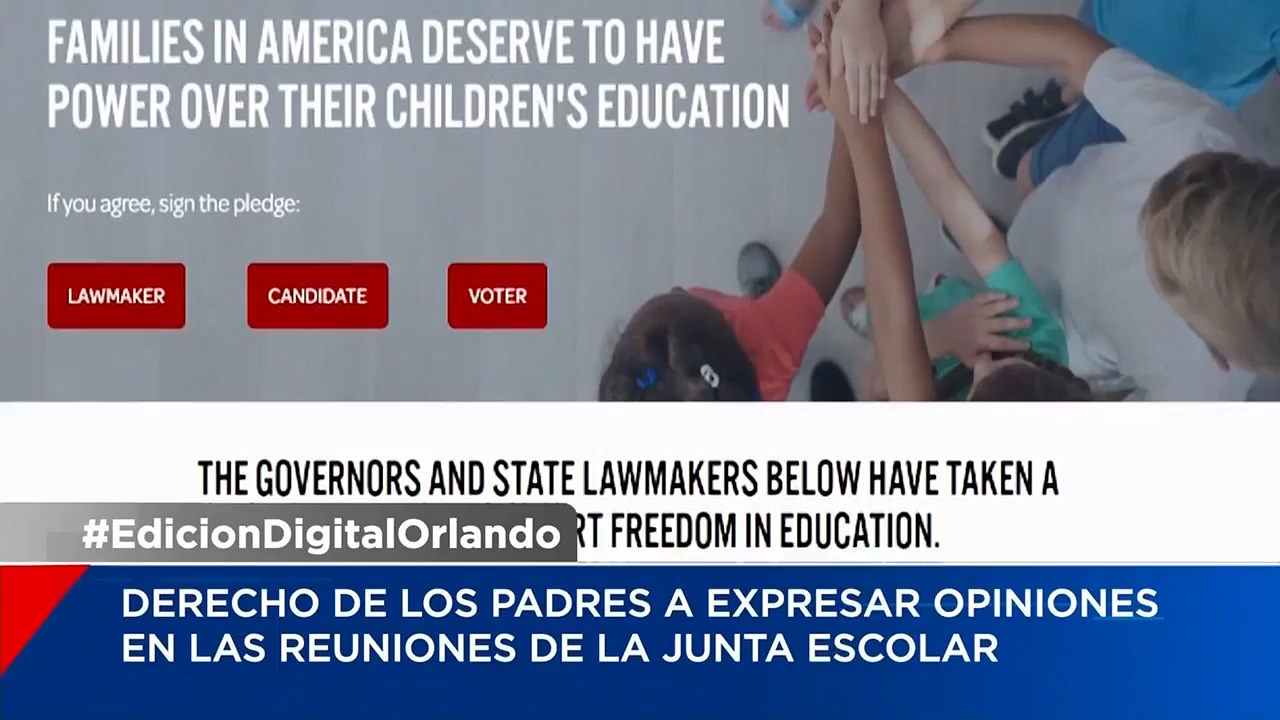 FAMILIES IN AMERICA DESERVE TO HAVE
POWER OVER THEIR CHILDREN'S EDUCATION
If you agree, sign the pledge:
LAWMAKER
CANDIDATE
VOTER
THE GOVERNORS AND STATE LAWMAKERS BELOW HAVE TAKEN A
RT FREEDOM IN EDUCATION.
#EdicionDigitalOrlando
DERECHO DE LOS PADRES A EXPRESAR OPINIONES
EN LAS REUNIONES DE LA JUNTA ESCOLAR